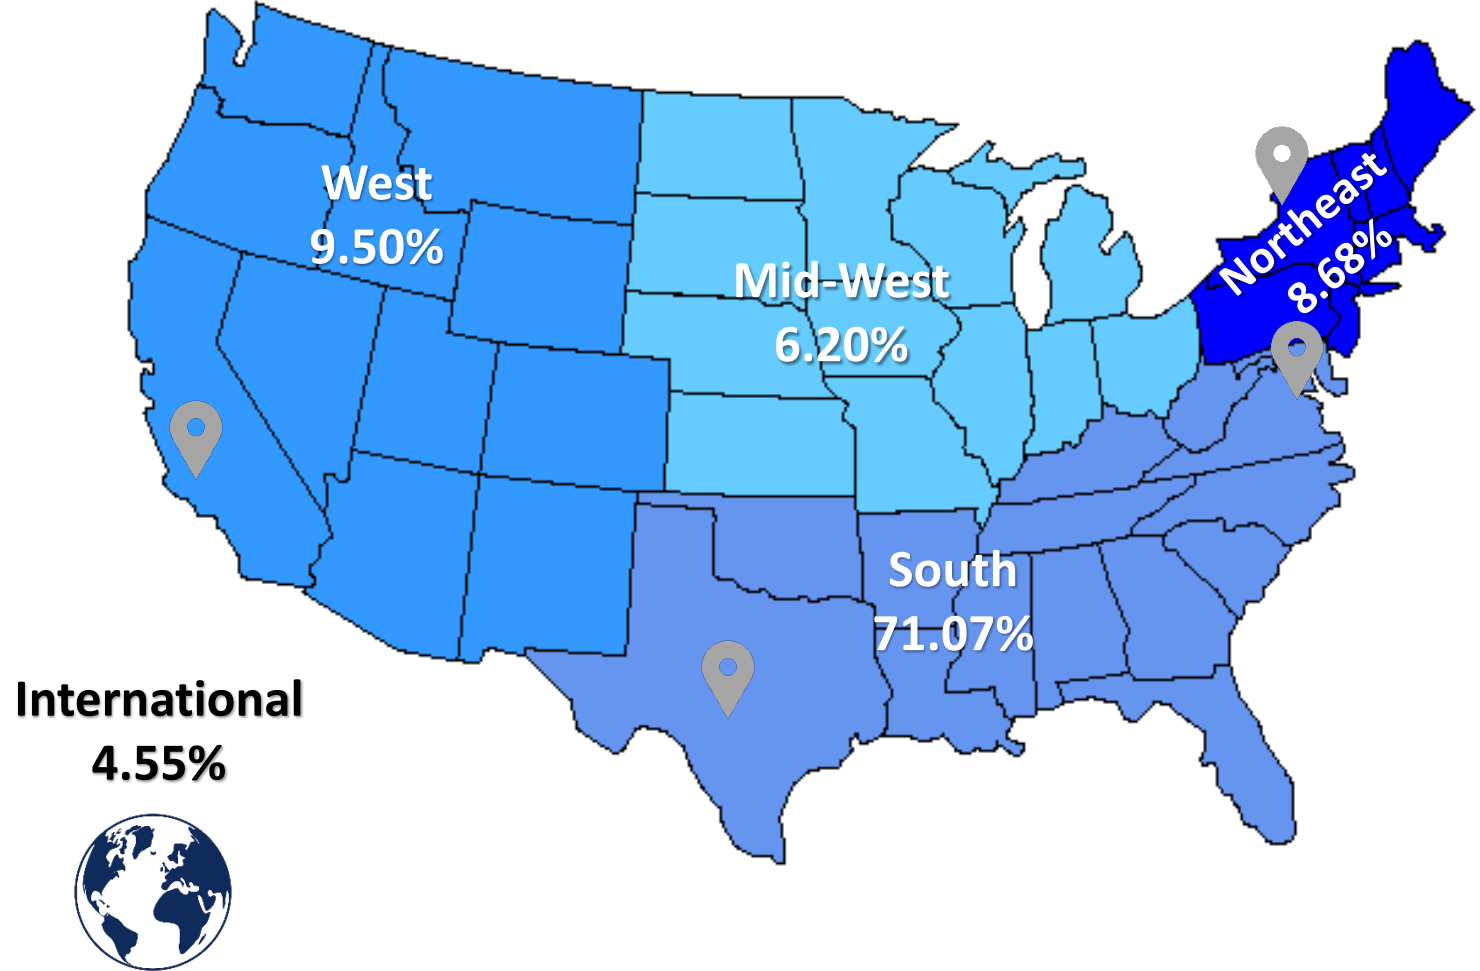 West
9.50%
Mid-West
6.20%
Northeast
8.68%
South
71.07%
International
4.55%